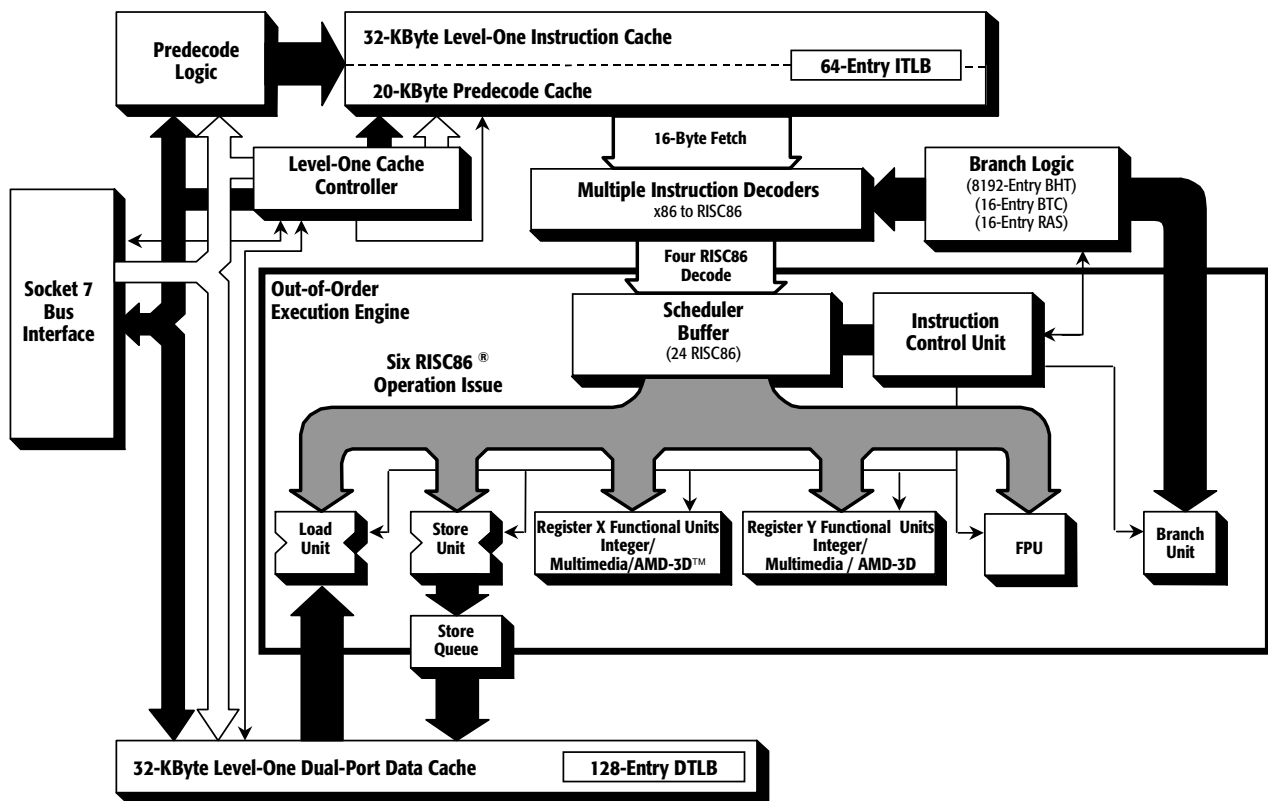 Predecode
Logic
32-KByte Level-One Instruction Cache
64-Entry ITLB
20-KByte Predecode Cache
16-Byte Fetch
Level-One Cache
Controller
Multiple Instruction Decoders
x86 to RISC86
Branch Logic
(8192-Entry BHT)
(16-Entry BTC)
(16-Entry RAS)
Four RISC86
Decode
Socket 7
Bus
Interface
Out-of-Order
Execution Engine
Scheduler
Buffer
(24 RISC86)
Instruction
Control Unit
Six RISC86 ®
Operation Issue
Load
Unit
Store
Unit
Register X Functional Units
Integer/
Multimedia/AMD-3D™
Register Y Functional Units
Integer/
Multimedia / AMD-3D
FPU
Branch
Unit
Store
Queue
32-KByte Level-One Dual-Port Data Cache
128-Entry DTLB